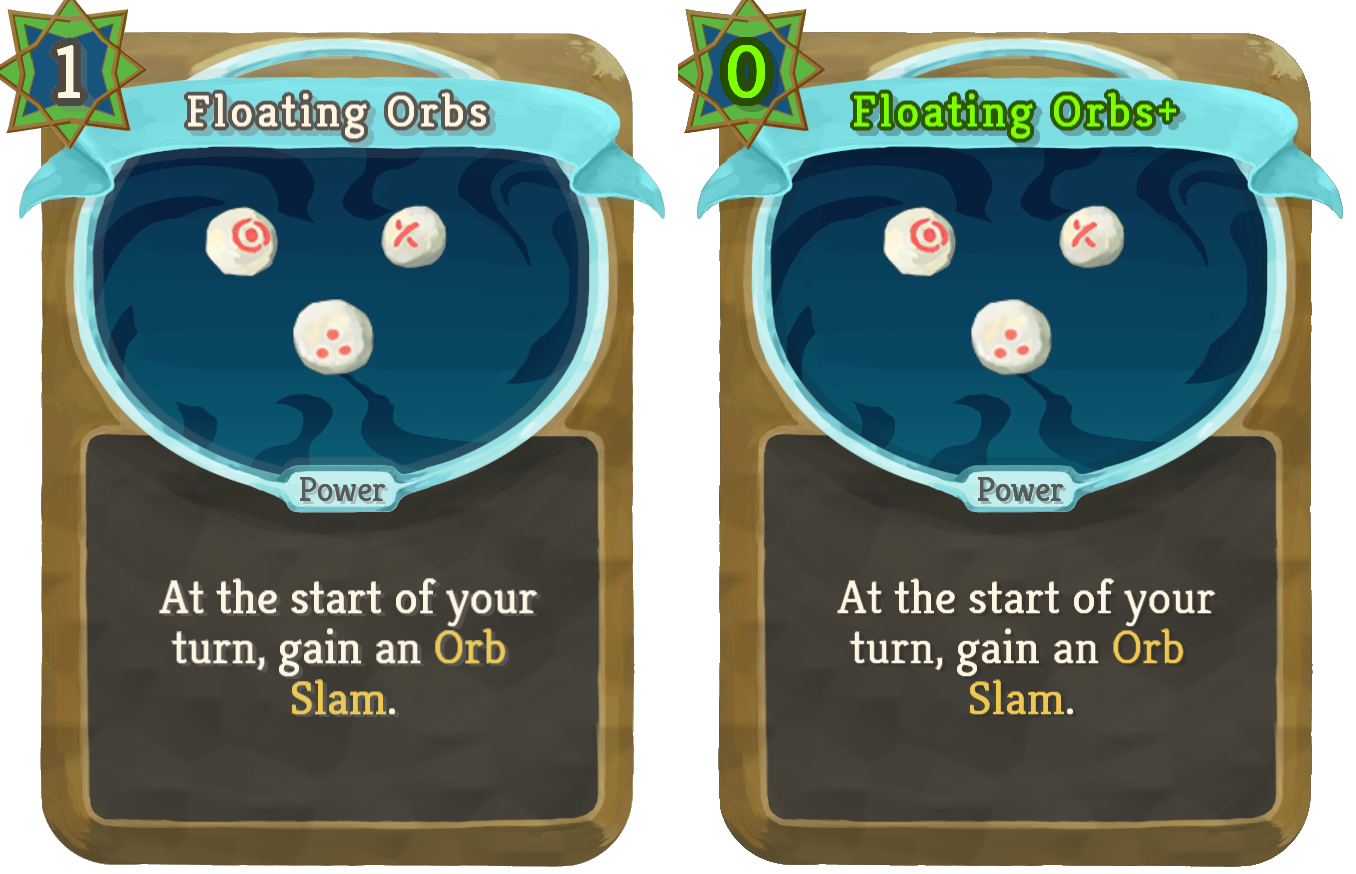 1
Floating Orbs
Power
At the start of your
turn, gain an Orb
Slam.
0
Floating Orbs+
Power
At the start of your
turn, gain an Orb
Slam.